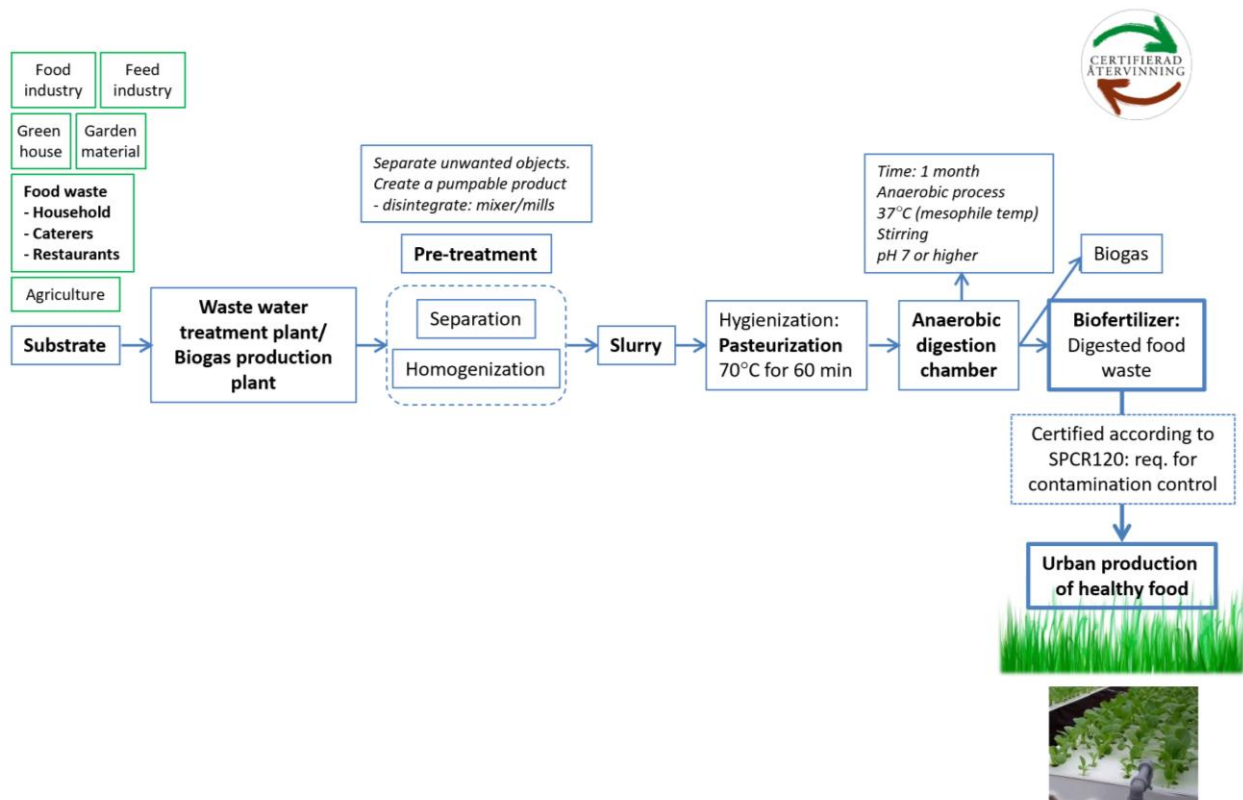 CERTIFIERAD
ÅTERVINNING
Food
industry
Feed
industry
Green
house
Garden
material
Food waste
- Household
- Caterers
- Restaurants
Agriculture
Substrate
Waste water
treatment plant/
Biogas production
plant
Separate unwanted objects.
Create a pumpable product
- disintegrate: mixer/mills
Pre-treatment
Separation
Homogenization
Slurry
Hygienization:
Pasteurization
70°C for 60 min
Time: 1 month
Anaerobic process
37°C (mesophile temp)
Stirring
pH 7 or higher
Anaerobic
digestion
chamber
Biogas
Biofertilizer:
Digested food
waste
Certified according to
SPCR120: req. for
contamination control
Urban production
of healthy food